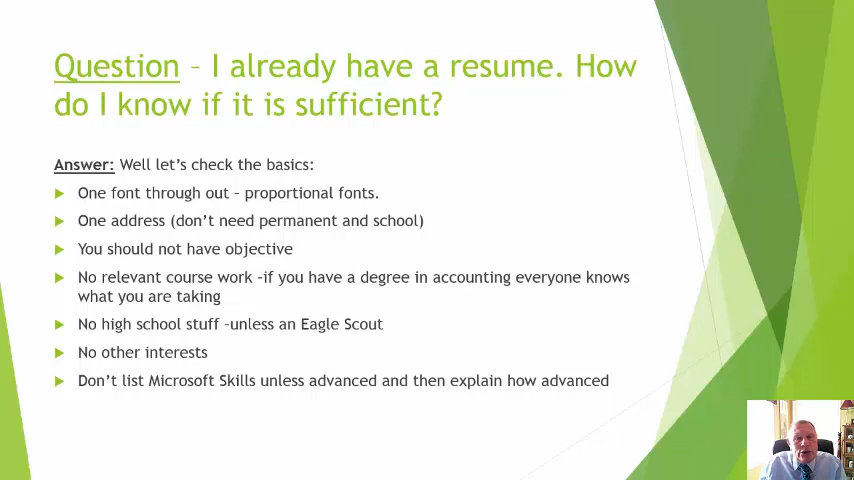 Question – I already have a resume. How
do I know if it is sufficient?
Answer: Well let's check the basics:
One font through out – proportional fonts.
One address (don't need permanent and school)
You should not have objective
No relevant course work –if you have a degree in accounting everyone knows
what you are taking
No high school stuff –unless an Eagle Scout
No other interests
Don't list Microsoft Skills unless advanced and then explain how advanced